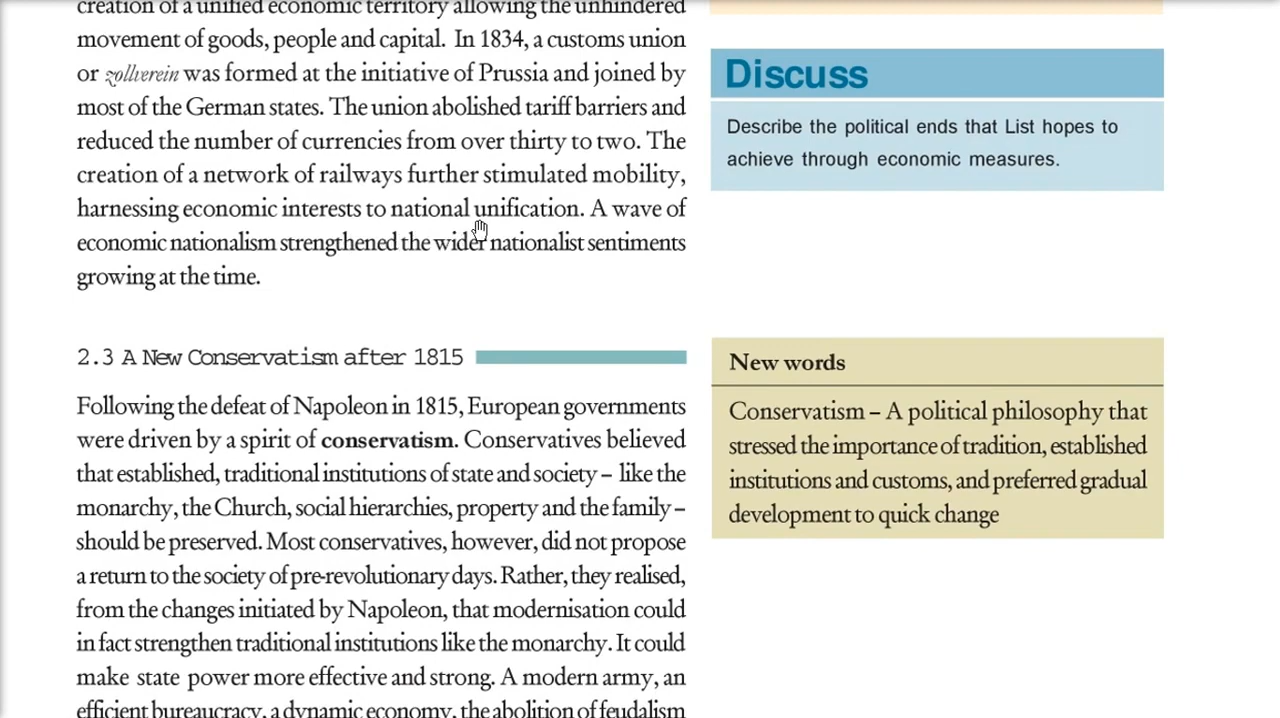 creation of a unified economic territory allowing the unhindered
movement of goods, people and capital. In 1834, a customs union
or zollverein was formed at the initiative of Prussia and joined by
most of the German states. The union abolished tariff barriers and
reduced the number of currencies from over thirty to two. The
creation of a network of railways further stimulated mobility,
harnessing economic interests to national unification. A wave of
economic nationalism strengthened the wider nationalist sentiments
growing at the time.
2.3 A New Conservatism after 1815
Following the defeat of Napoleon in 1815, European governments
were driven by a spirit of conservatism. Conservatives believed
that established, traditional institutions of state and society – like the
monarchy, the Church, social hierarchies, property and the family –
should be preserved. Most conservatives, however, did not propose
a return to the society of pre-revolutionary days. Rather, they realised,
from the changes initiated by Napoleon, that modernisation could
in fact strengthen traditional institutions like the monarchy. It could
make state power more effective and strong. A modern army, an
efficient bureaucracy, a dynamic economy, the abolition of feudalism
Discuss
Describe the political ends that List hopes to
achieve through economic measures.
New words
Conservatism – A political philosophy that
stressed the importance of tradition, established
institutions and customs, and preferred gradual
development to quick change